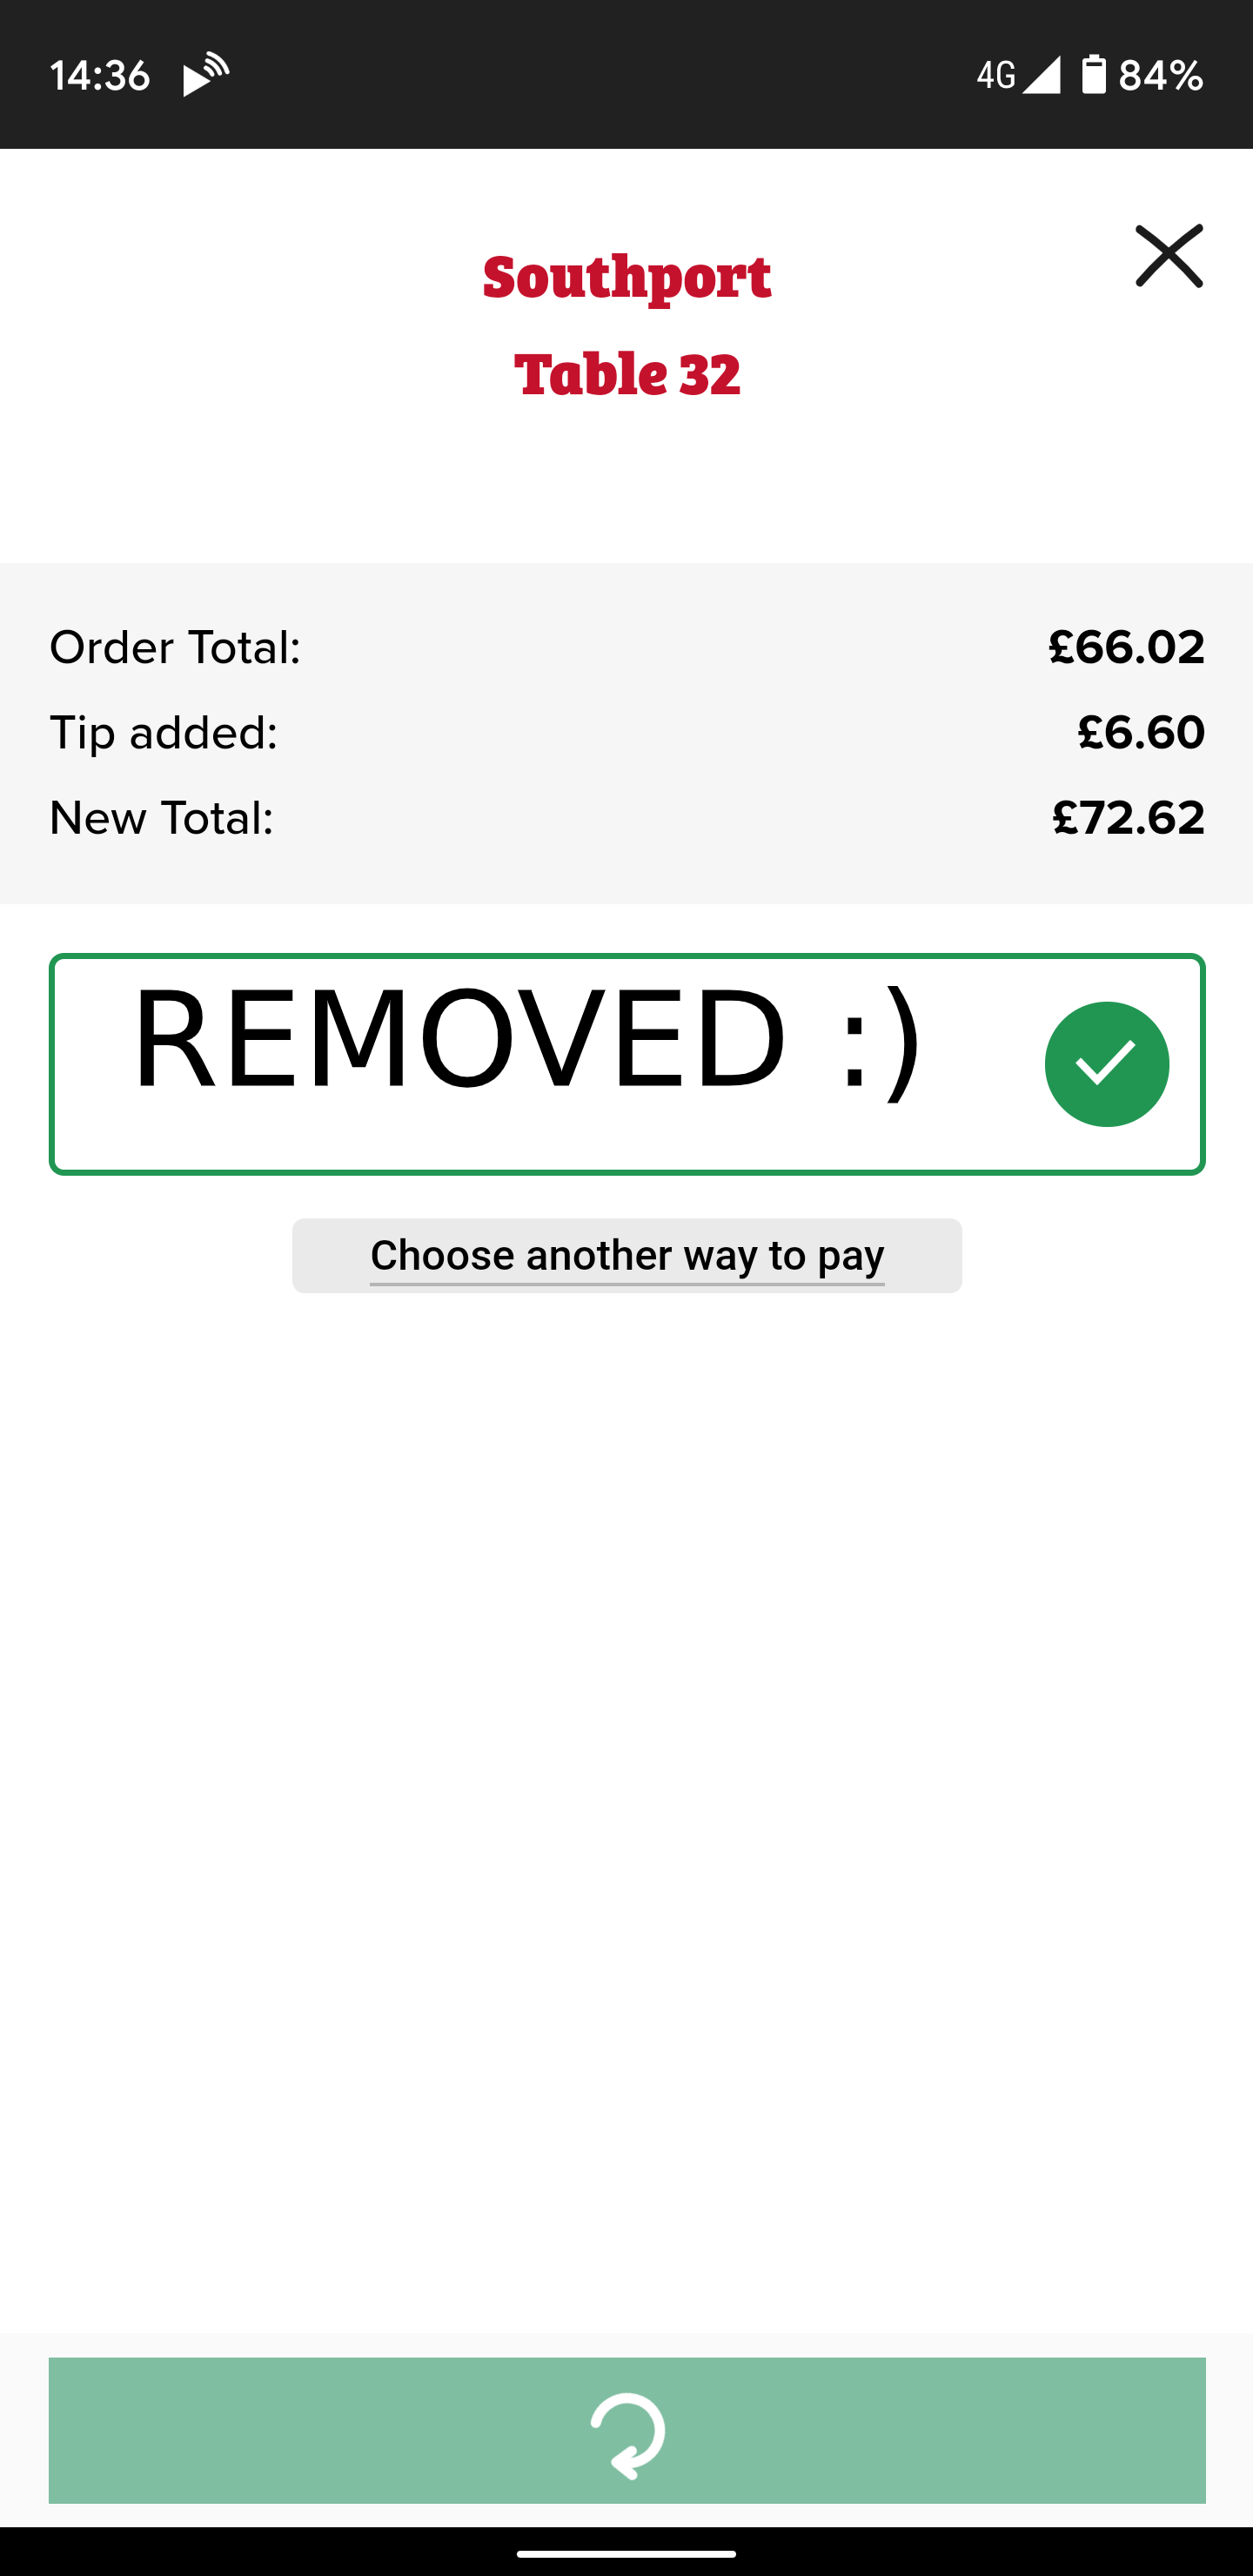 14:36
4G 84%
Southport
Table 32
Order Total: £66.02
Tip added: £6.60
New Total: £72.62
REMOVED :)
Choose another way to pay